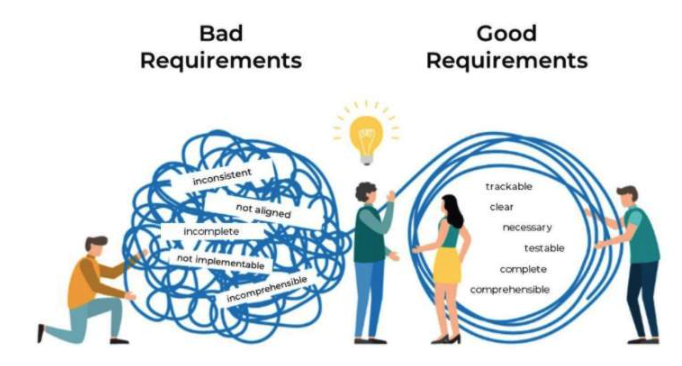 Bad
Requirements
Good
Requirements
inconsistent
not aligned
incomplete
not implementable
incomprehensible
trackable
clear
necessary
testable
complete
comprehensible